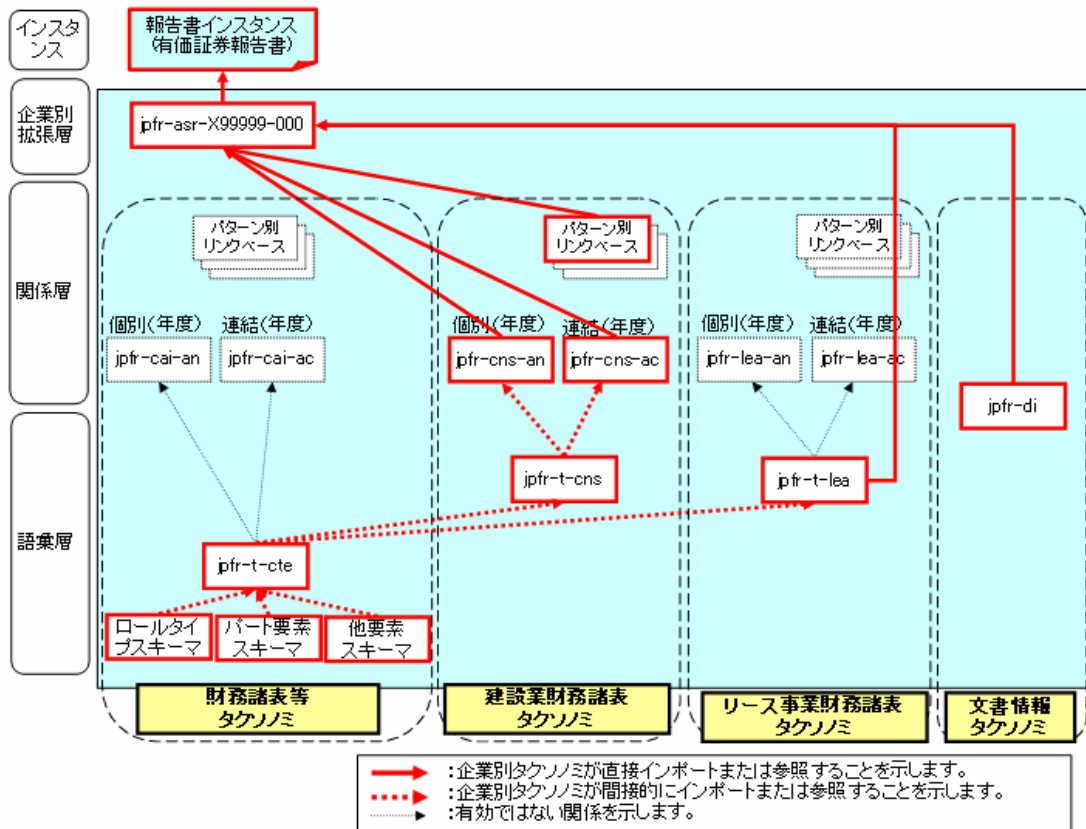 インスタ
ンス
報告書インスタンス
(有価証券報告書)
企業別
拡張層
jpfr-asr-X99999-000
関係層
パターン別
リンクベース
パターン別
リンクベース
パターン別
リンクベース
個別(年度)
連結(年度)
個別(年度)
連結(年度)
個別(年度)
連結(年度)
jpfr-cai-an
jpfr-cai-ac
jpfr-cns-an
jpfr-cns-ac
jpfr-lea-an
jpfr-lea-ac
jpfr-di
語彙層
jpfr-t-cns
jpfr-t-lea
jpfr-t-cte
ロールタイ
プスキーマ
パート要素
スキーマ
他要素
スキーマ
財務諸表等
タクソノミ
建設業財務諸表
タクソノミ
リース事業財務諸表
タクソノミ
文書情報
タクソノミ
:企業別タクソノミが直接インポートまたは参照することを示します。
:企業別タクソノミが間接的にインポートまたは参照することを示します。
:有効ではない関係を示します。